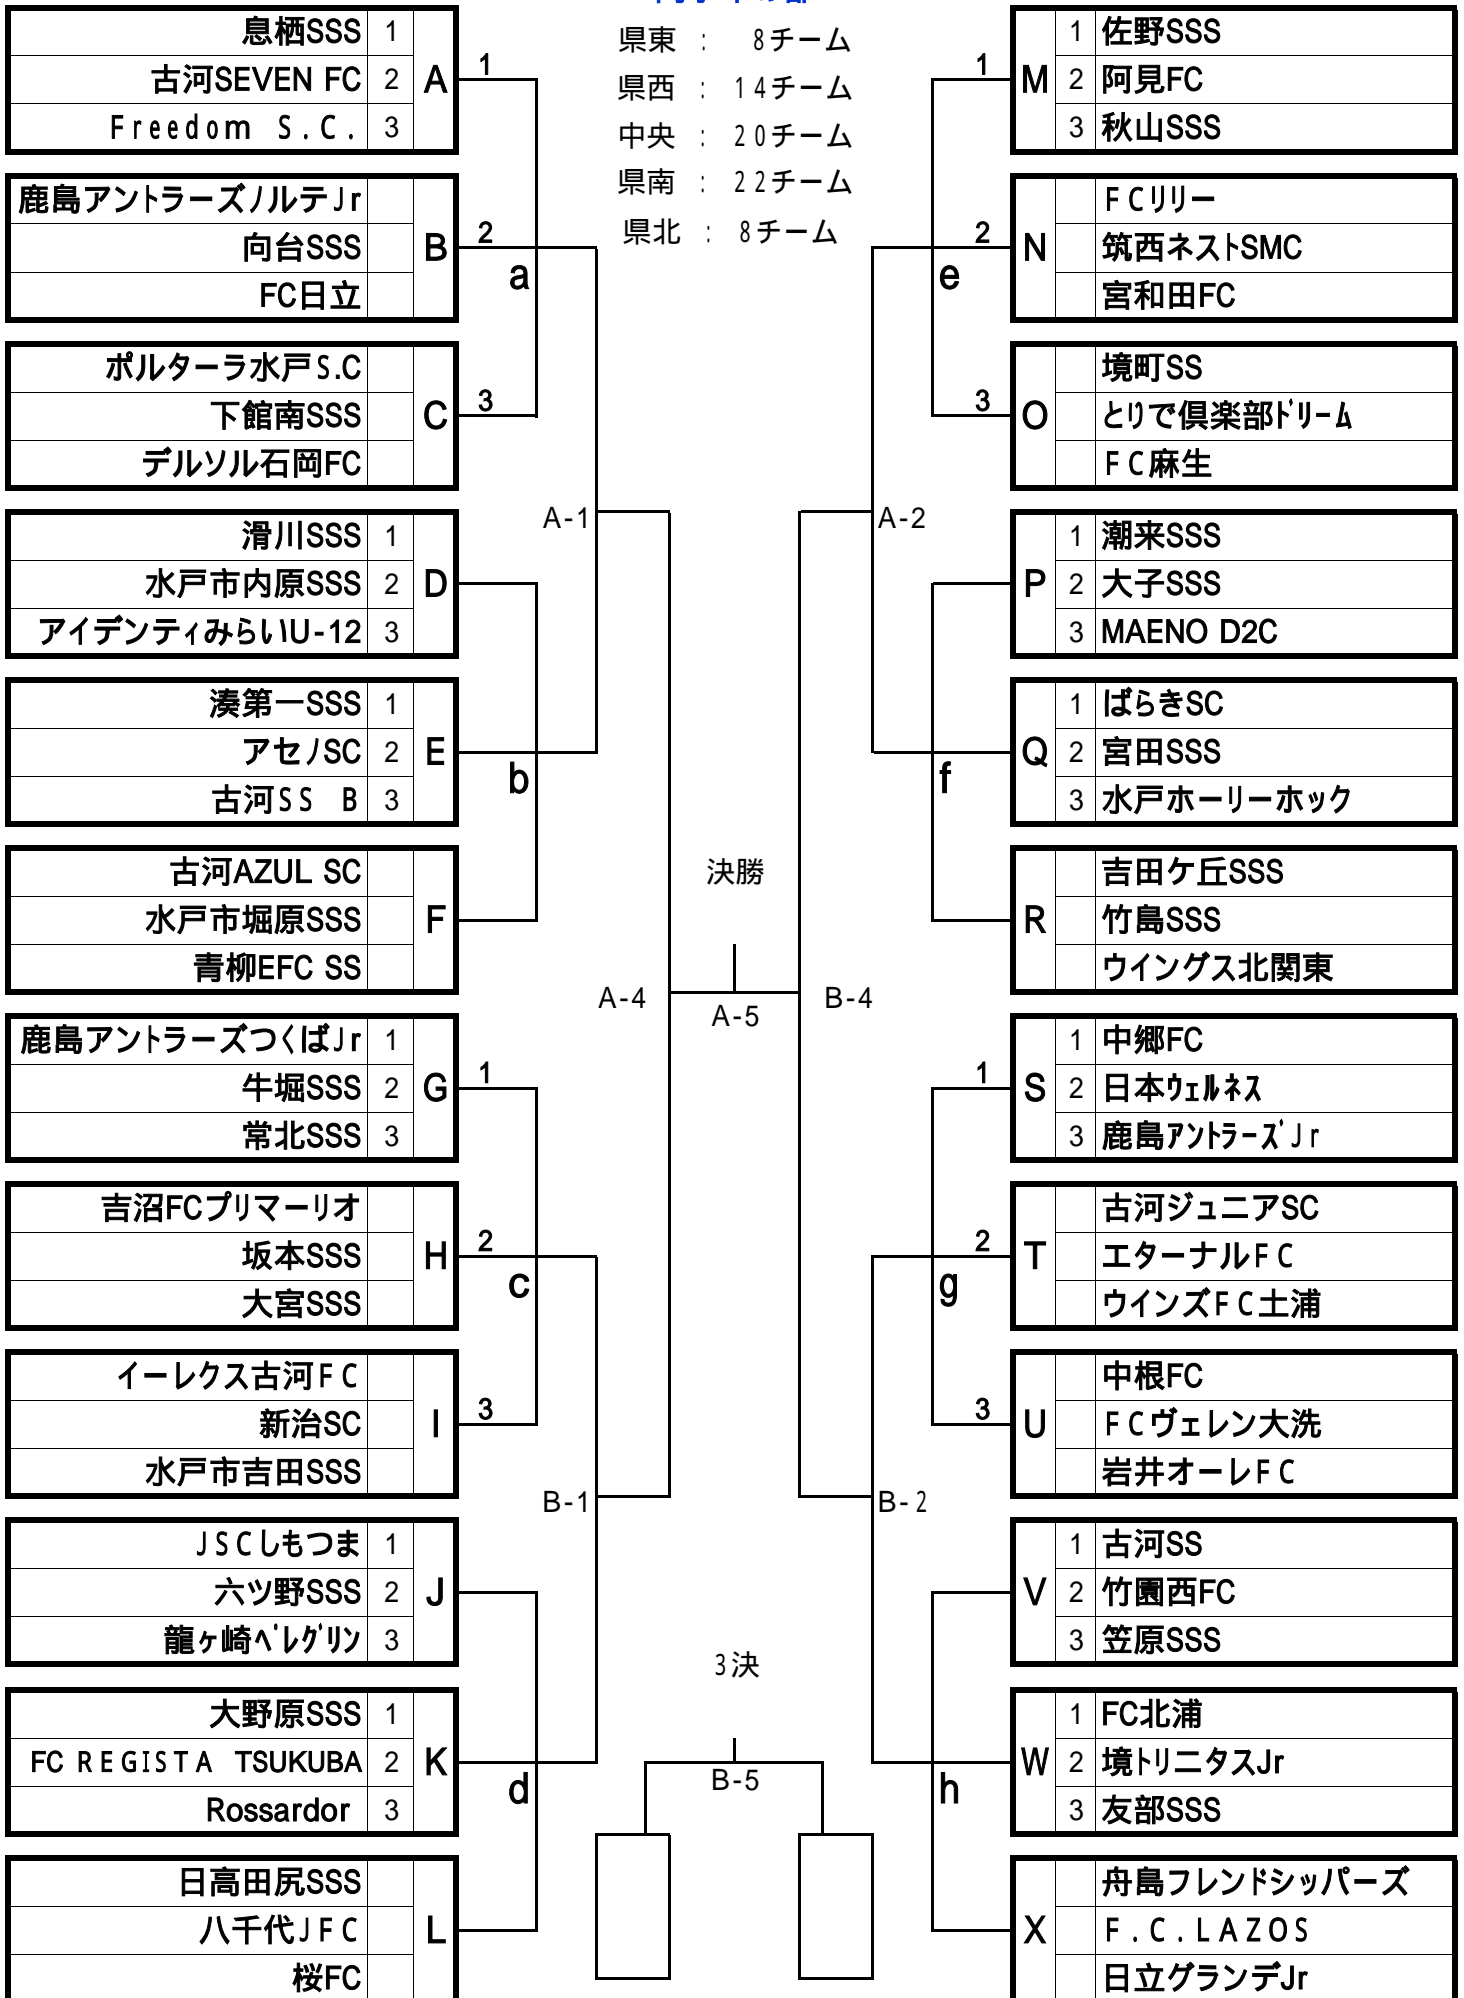 県東 ： 8チーム
県西 ： 14チーム
中央 ： 20チーム
県南 ： 22チーム
県北 ： 8チーム
息栖SSS 1
古河SEVEN FC 2 A 1
Freedom S.C. 3
鹿島アントラーズノルテJr
向台SSS B 2
FC日立
a
ポルターラ水戸S.C
下館南SSS C 3
デルソル石岡FC
A-1
滑川SSS 1
水戸市内原SSS 2 D
アイデンティみらいU-12 3
湊第一SSS 1
アセノSC 2 E
古河SS B 3
b
古河AZUL SC
水戸市堀原SSS F
青柳EFC SS
A-4
鹿島アントラーズつくばJr 1
牛堀SSS 2 G 1
常北SSS 3
吉沼FCプリマーリオ
坂本SSS H 2
大宮SSS
c
イーレクス古河FC
新治SC I 3
水戸市吉田SSS
B-1
JSCしもつま 1
六ツ野SSS 2 J
龍ヶ崎ﾍﾞﾚｸﾞﾘﾝ 3
大野原SSS 1
FC REGISTA TSUKUBA 2 K
Rossardor 3
d
日高田尻SSS
八千代JFC L
桜FC
決勝
A-5
3決
B-5
1 佐野SSS
1 M 2 阿見FC
3 秋山SSS
FCリリー
2 N 筑西ネストSMC
宮和田FC
e
境町SS
3 O とりで倶楽部ﾄﾞﾘｰﾑ
FC麻生
A-2
1 潮来SSS
P 2 大子SSS
3 MAENO D2C
1 ばらきSC
Q 2 宮田SSS
3 水戸ホーリーホック
f
吉田ケ丘SSS
R 竹島SSS
ウイングス北関東
B-4
1 中郷FC
1 S 2 日本ｳｪﾙﾈｽ
3 鹿島ｱﾝﾄﾗｰｽﾞJr
古河ジュニアSC
2 T エターナルFC
ウインズFC土浦
g
中根FC
3 U FCヴェレン大洗
岩井オーレFC
B-2
1 古河SS
V 2 竹園西FC
3 笠原SSS
1 FC北浦
W 2 境トリニタスJr
3 友部SSS
h
舟島フレンドシッパーズ
X F.C.LAZOS
日立グランデJr